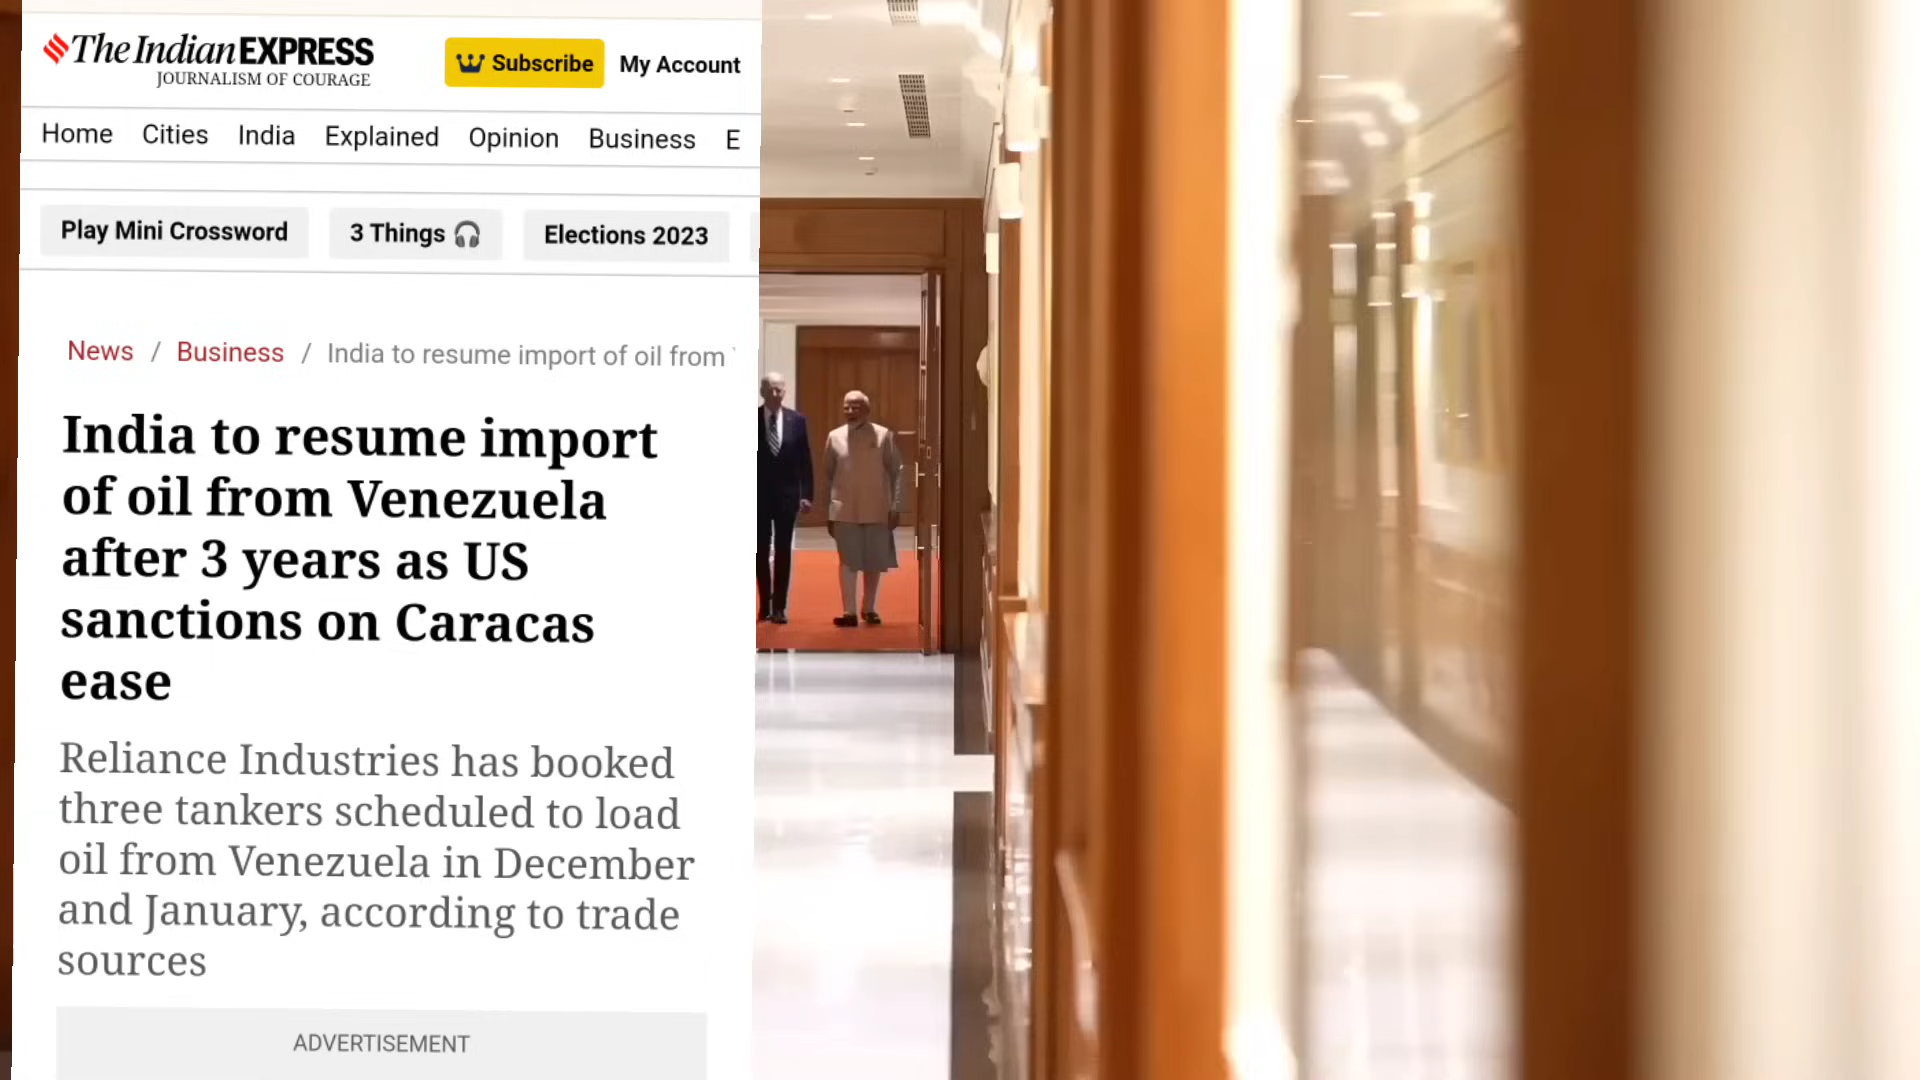 The Indian EXPRESS
JOURNALISM OF COURAGE
Subscribe
My Account
Home Cities India Explained Opinion Business E
Play Mini Crossword 3 Things Elections 2023
News / Business / India to resume import of oil from
India to resume import
of oil from Venezuela
after 3 years as US
sanctions on Caracas
ease
Reliance Industries has booked
three tankers scheduled to load
oil from Venezuela in December
and January, according to trade
sources
ADVERTISEMENT